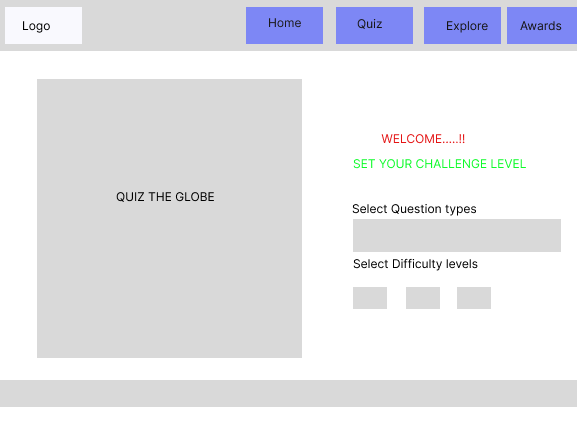 Logo
Home
Quiz
Explore
Awards
QUIZ THE GLOBE
WELCOME.....!!
SET YOUR CHALLENGE LEVEL
Select Question types
Select Difficulty levels